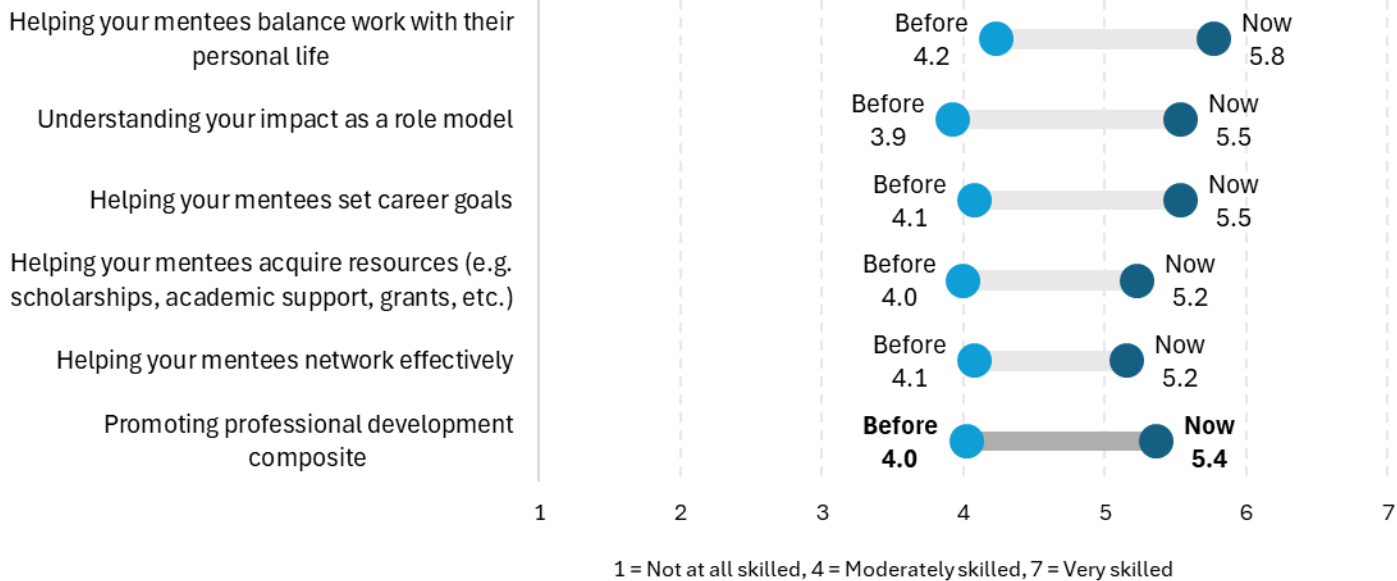 Helping your mentees balance work with their
personal life
Before
4.2
Now
5.8
Understanding your impact as a role model
Before
3.9
Now
5.5
Helping your mentees set career goals
Before
4.1
Now
5.5
Helping your mentees acquire resources (e.g.
scholarships, academic support, grants, etc.)
Before
4.0
Now
5.2
Helping your mentees network effectively
Before
4.1
Now
5.2
Promoting professional development
composite
Before
4.0
Now
5.4
1 2 3 4 5 6 7
1 = Not at all skilled, 4 = Moderately skilled, 7 = Very skilled